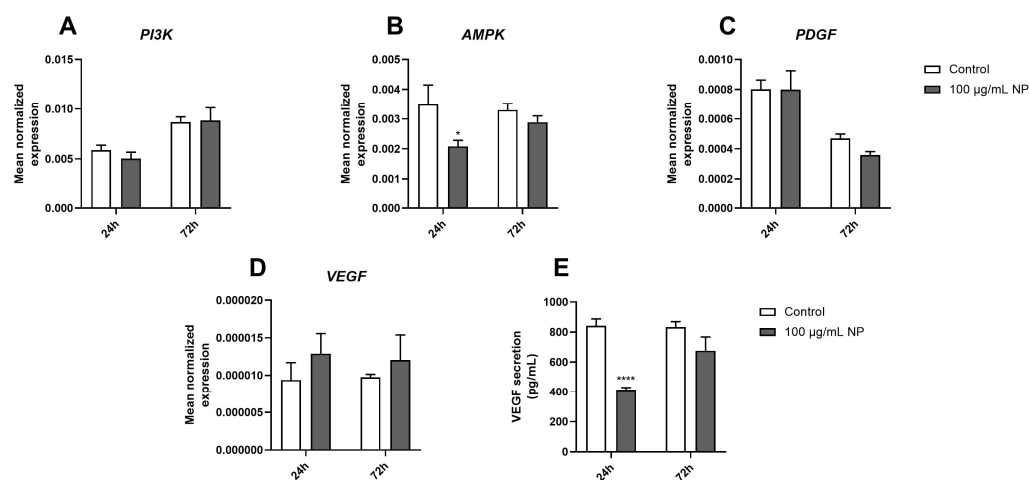 A
PI3K
Mean normalized
expression
0.015
0.010
0.005
0.000
24h
72h
B
AMPK
Mean normalized
expression
0.005
0.004
0.003
0.002
0.001
0.000
*
24h
72h
C
PDGF
Mean normalized
expression
0.0010
0.0008
0.0006
0.0004
0.0002
0.0000
24h
72h
Control
100 µg/mL NP
D
VEGF
Mean normalized
expression
0.000020
0.000015
0.000010
0.000005
0.000000
24h
72h
E
VEGF secretion
(pg/mL)
1000
800
600
400
200
0
****
24h
72h
Control
100 µg/mL NP